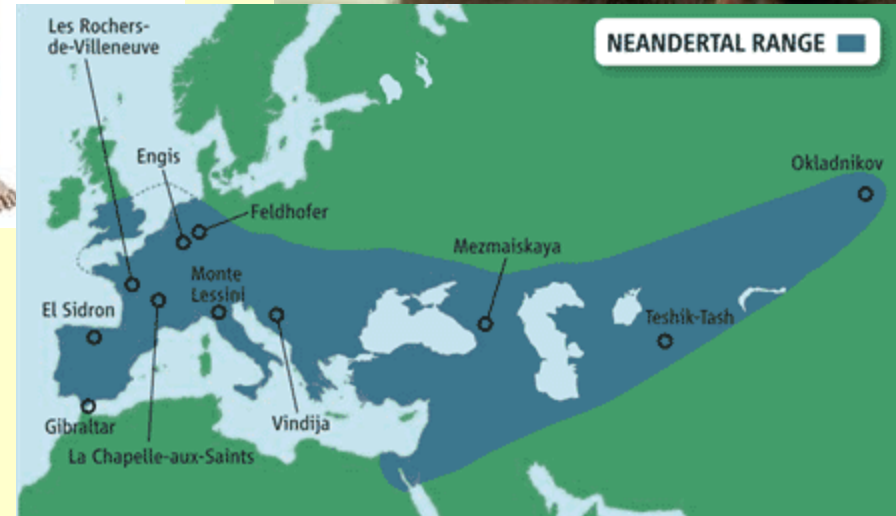 Les Rochers-
de-Villeneuve
NEANDERTAL RANGE
Engis
Okladnikov
Feldhofer
Mezmaiskaya
Monte
Lessini
El Sidron
Teshik-Tash
Gibraltar
Vindija
La Chapelle-aux-Saints